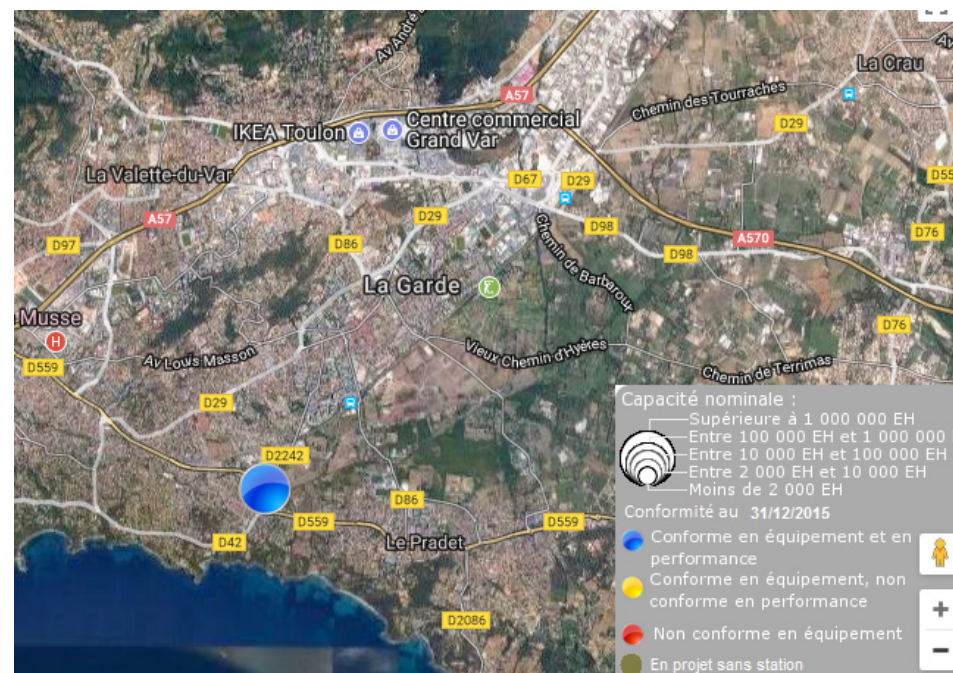 Av André
La Crau
Av
A57
Chemin des Tourraches
Centre commercial
Grand Var
IKEA Toulon
D29
La Valette-du-Var
D67
D29
D55
A57
D29
D98
D97
D86
D98
A570
D76
Chemin de Barbaroux
La Garde
Musse
H
D76
Av Louis Masson
Vieux Chemin d'Hyères
D559
Chemin de Terrimas
D29
Capacité nominale :
Supérieure à 1 000 000 EH
Entre 100 000 EH et 1 000 000
Entre 10 000 EH et 100 000 EH
Entre 2 000 EH et 10 000 EH
Moins de 2 000 EH
D2242
D86
Conformité au 31/12/2015
D559
D559
D42
Le Pradet
Conforme en équipement et en
performance
Conforme en équipement, non
conforme en performance
D2086
Non conforme en équipement
En projet sans station
+
−